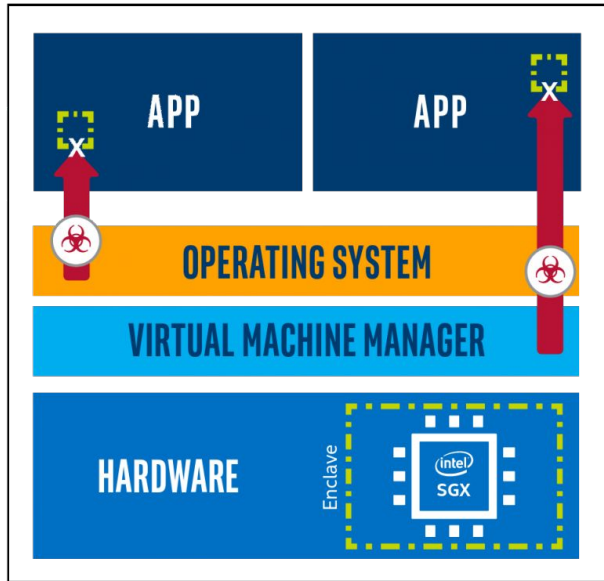 APP
APP
X
X
OPERATING SYSTEM
VIRTUAL MACHINE MANAGER
HARDWARE
Enclave
intel
SGX